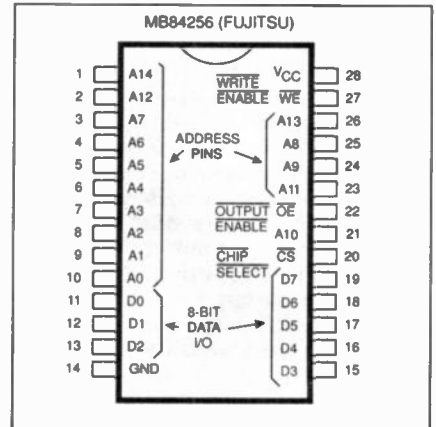 MB84256 (FUJITSU)
1 A14 WRITE VCC 28
2 A12 ENABLE WE 27
3 A7 A13 26
4 A6 ADDRESS A8 25
5 A5 PINS A9 24
6 A4 A11 23
7 A3 OUTPUT OE 22
8 A2 ENABLE A10 21
9 A1 CHIP CS 20
10 A0 SELECT D7 19
11 D0 D6 18
12 D1 8-BIT DATA I/O D5 17
13 D2 D4 16
14 GND D3 15